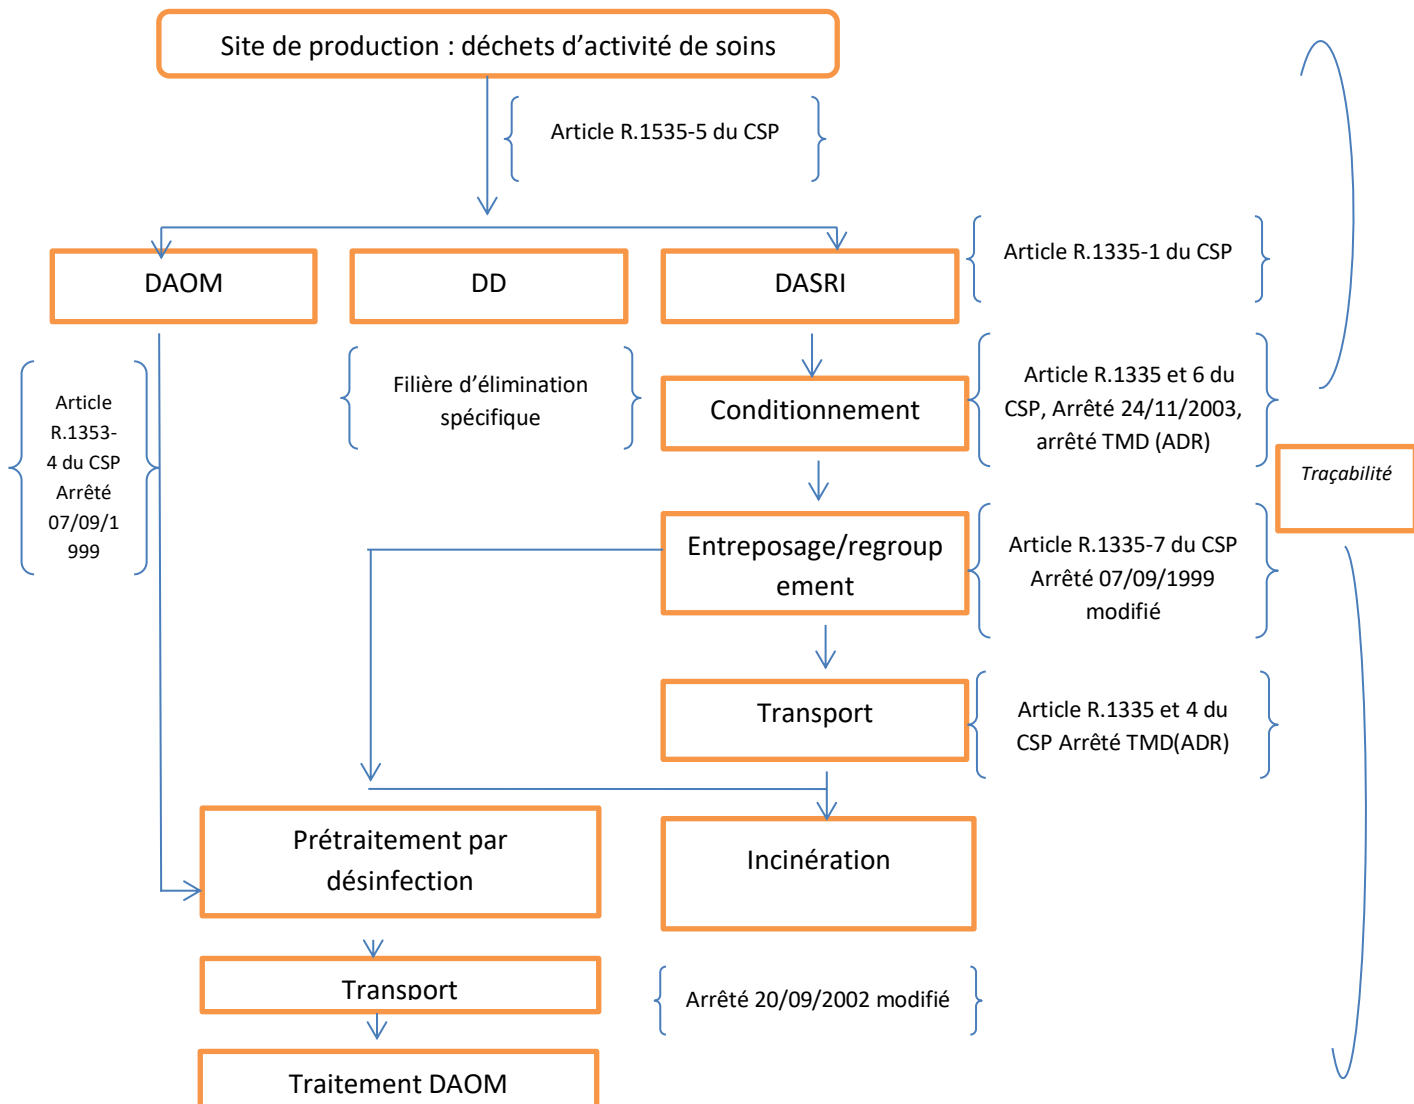 Site de production : déchets d’activité de soins
Article R.1535-5 du CSP
DAOM
DD
DASRI
Article R.1335-1 du CSP
Article
R.1353-
4 du CSP
Arrêté
07/09/1
999
Filière d’élimination
spécifique
Conditionnement
Article R.1335 et 6 du
CSP, Arrêté 24/11/2003,
arrêté TMD (ADR)
Traçabilité
Entreposage/regroup
ement
Article R.1335-7 du CSP
Arrêté 07/09/1999
modifié
Transport
Article R.1335 et 4 du
CSP Arrêté TMD(ADR)
Prétraitement par
désinfection
Incinération
Transport
Arrêté 20/09/2002 modifié
Traitement DAOM